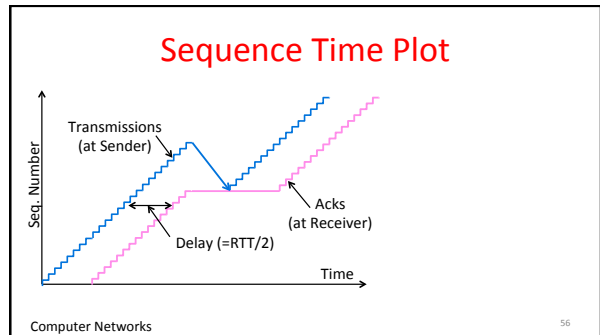 Sequence Time Plot
Transmissions
(at Sender)
Seq. Number
Acks
(at Receiver)
Delay (=RTT/2)
Time
Computer Networks
56